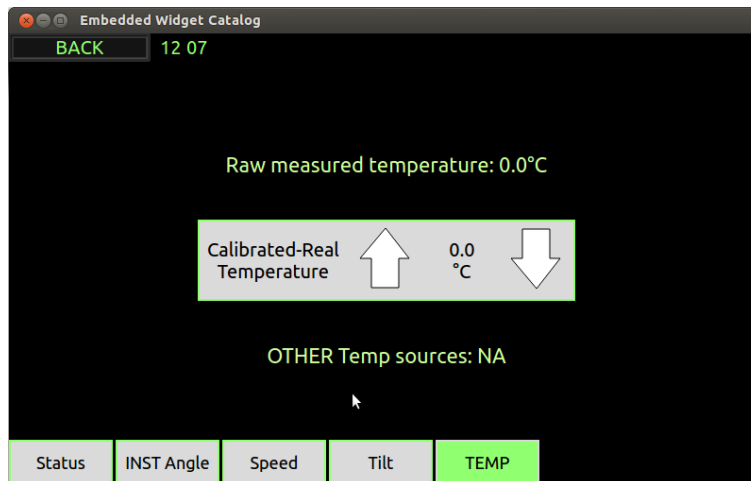 Embedded Widget Catalog
BACK 12 07
Raw measured temperature: 0.0°C
Calibrated-Real 0.0
Temperature °C
OTHER Temp sources: NA
Status INST Angle Speed Tilt TEMP